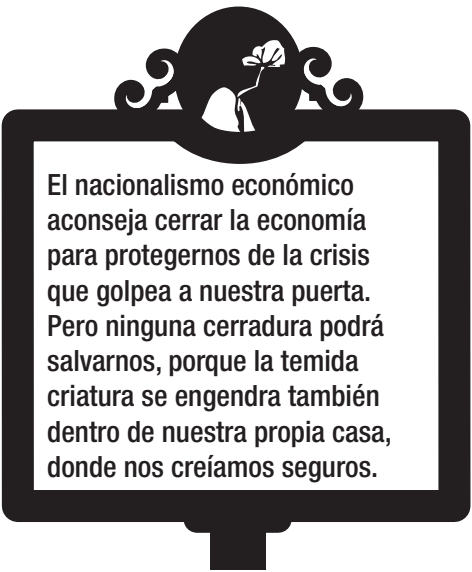 El nacionalismo económico
aconseja cerrar la economía
para protegernos de la crisis
que golpea a nuestra puerta.
Pero ninguna cerradura podrá
salvarnos, porque la temida
criatura se engendra también
dentro de nuestra propia casa,
donde nos creíamos seguros.